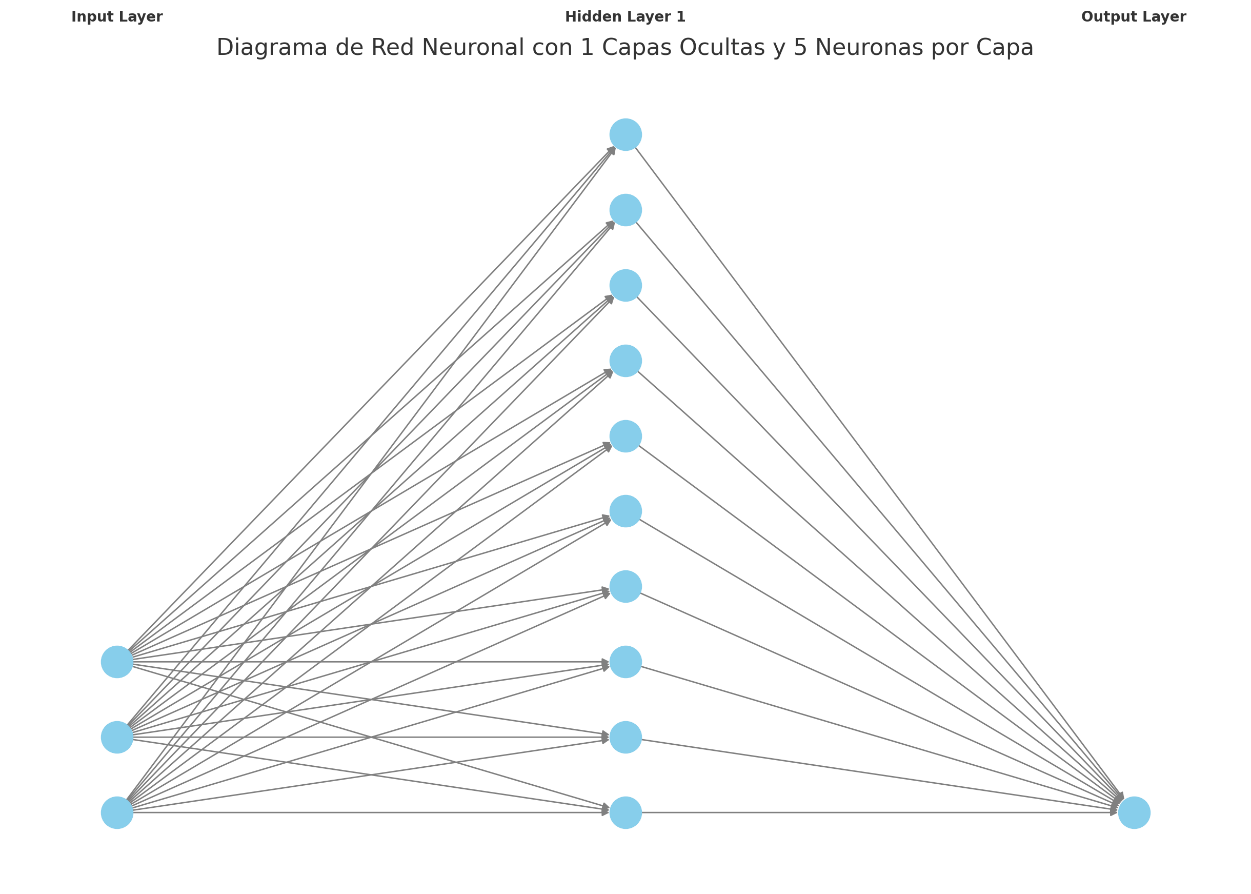 Input Layer
Hidden Layer 1
Output Layer
Diagrama de Red Neuronal con 1 Capas Ocultas y 5 Neuronas por Capa